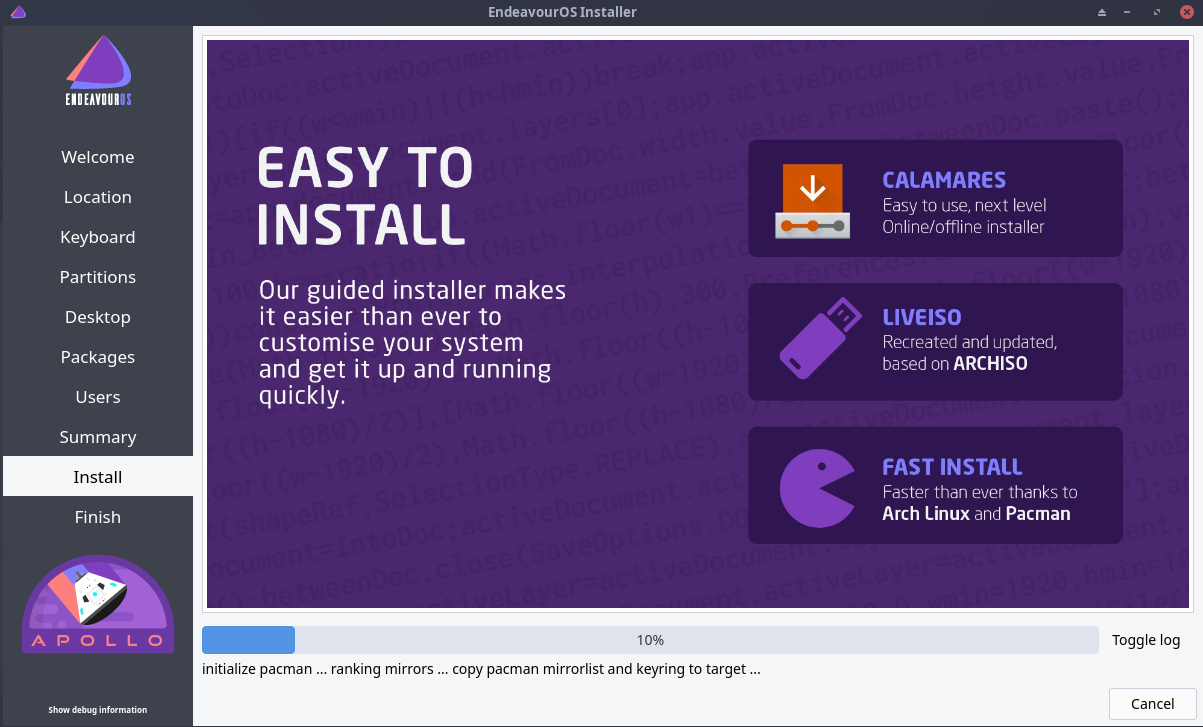 EndeavourOS Installer
ENDEAVOUROS
Welcome
Location
Keyboard
Partitions
Desktop
Packages
Users
Summary
Install
Finish
APOLLO
Show debug information
EASY TO
INSTALL
Our guided installer makes
it easier than ever to
customise your system
and get it up and running
quickly.
CALAMARES
Easy to use, next level
Online/offline installer
LIVEISO
Recreated and updated,
based on ARCHISO
FAST INSTALL
Faster than ever thanks to
Arch Linux and Pacman
10%
Toggle log
initialize pacman ... ranking mirrors ... copy pacman mirrorlist and keyring to target ...
Cancel